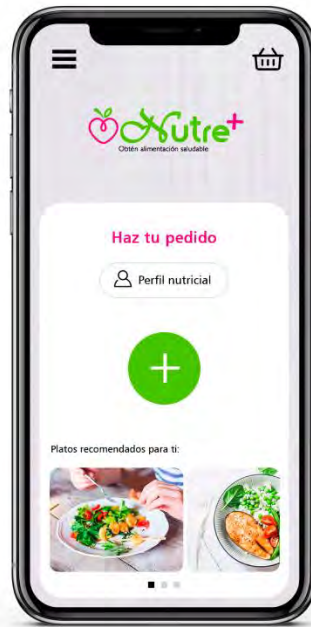 Nutre+
Obtén alimentación saludable
Haz tu pedido
Perfil nutricial
Platos recomendados para ti: